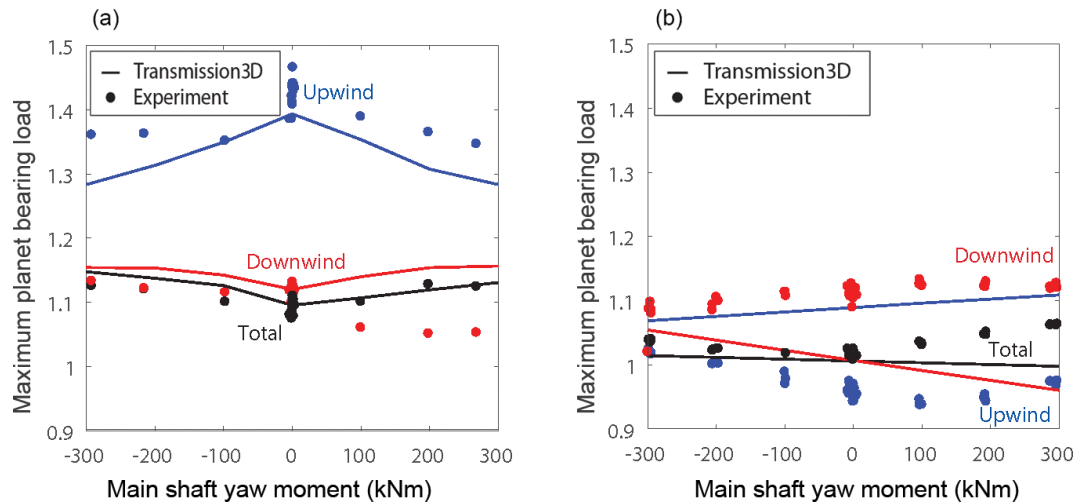 (a)
1.5
1.4
1.3
1.2
1.1
1
0.9
Maximum planet bearing load
Transmission3D
Experiment
Upwind
Downwind
Total
-300 -200 -100 0 100 200 300
Main shaft yaw moment (kNm)
(b)
1.5
1.4
1.3
1.2
1.1
1.0
0.9
Maximum planet bearing load
Transmission3D
Experiment
Downwind
Total
Upwind
-300 -200 -100 0 100 200 300
Main shaft yaw moment (kNm)